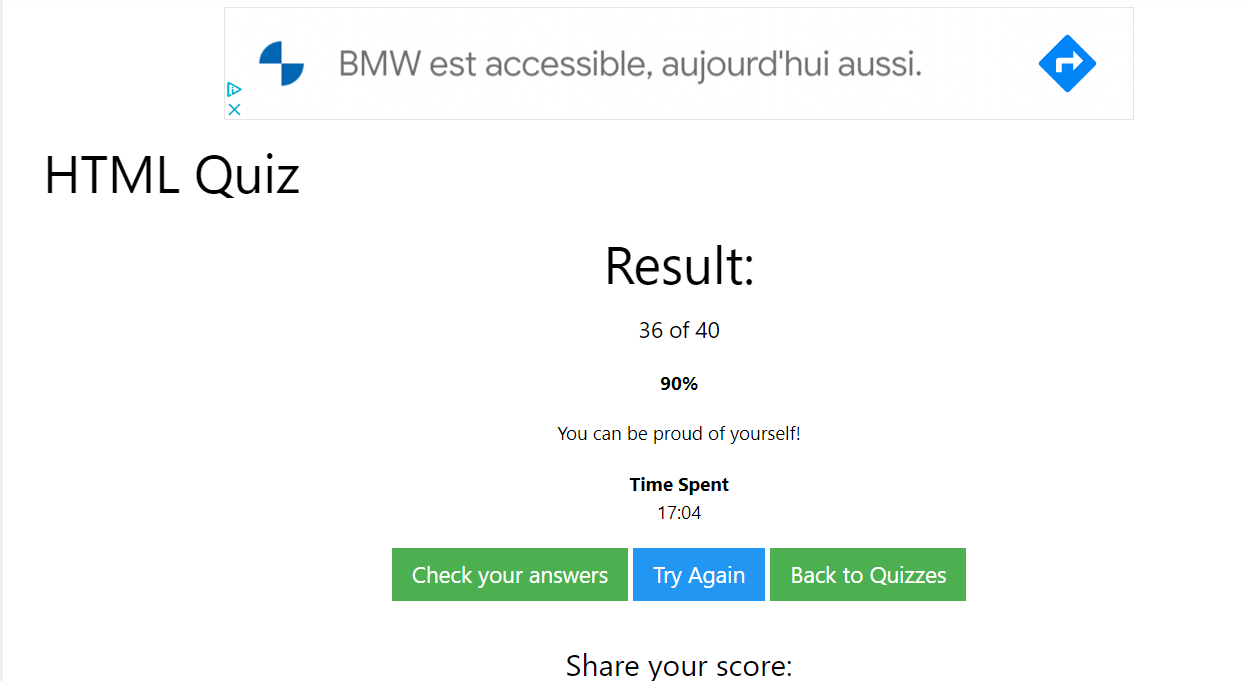 BMW est accessible, aujourd'hui aussi.
HTML Quiz
Result:
36 of 40
90%
You can be proud of yourself!
Time Spent
17:04
Check your answers Try Again Back to Quizzes
Share your score: